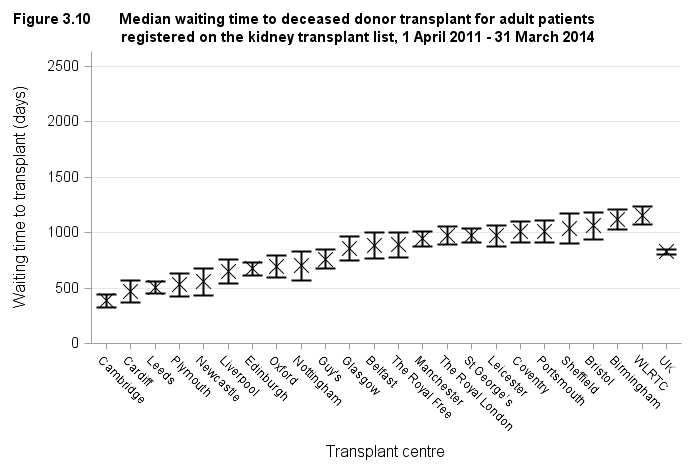 Figure 3.10 Median waiting time to deceased donor transplant for adult patients
registered on the kidney transplant list, 1 April 2011 - 31 March 2014
Waiting time to transplant (days)
2500
2000
1500
1000
500
0
Cambridge
Cardiff
Leeds
Plymouth
Newcastle
Liverpool
Edinburgh
Oxford
Nottingham
Guy's
Glasgow
Belfast
The Royal Free
Manchester
The Royal London
St George's
Leicester
Coventry
Portsmouth
Sheffield
Bristol
Birmingham
WLRTC
UK
Transplant centre